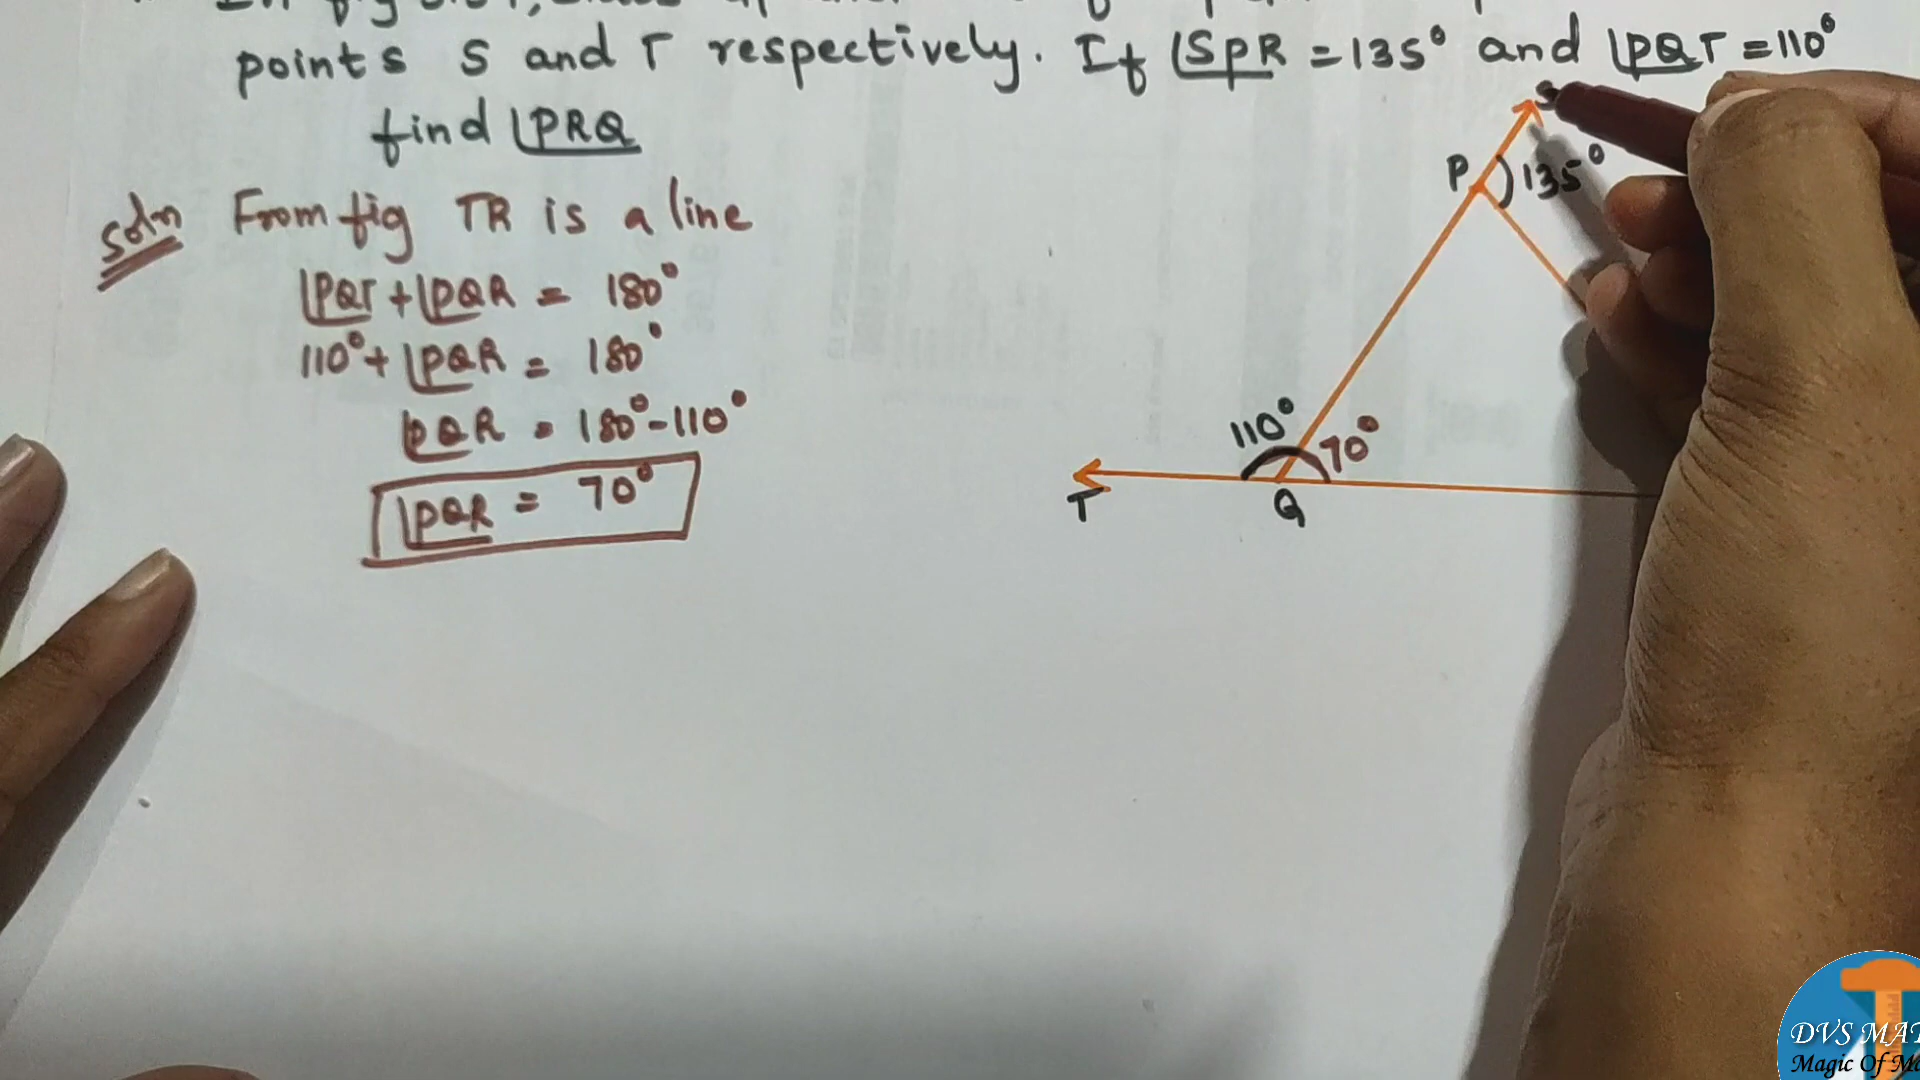 points S and T respectively. If ∠SPR = 135° and ∠PQT = 110°
find ∠PRQ
Soln From fig TR is a line
∠PQT + ∠PQR = 180°
110° + ∠PQR = 180°
∠PQR = 180° - 110°
∠PQR = 70°
S
P 135°
110° 70°
T Q
DVS MAT
Magic Of Ma